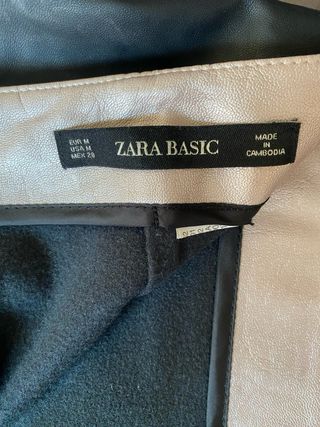 EUR M
USA M
MEX 28
ZARA BASIC
MADE
IN
CAMBODIA